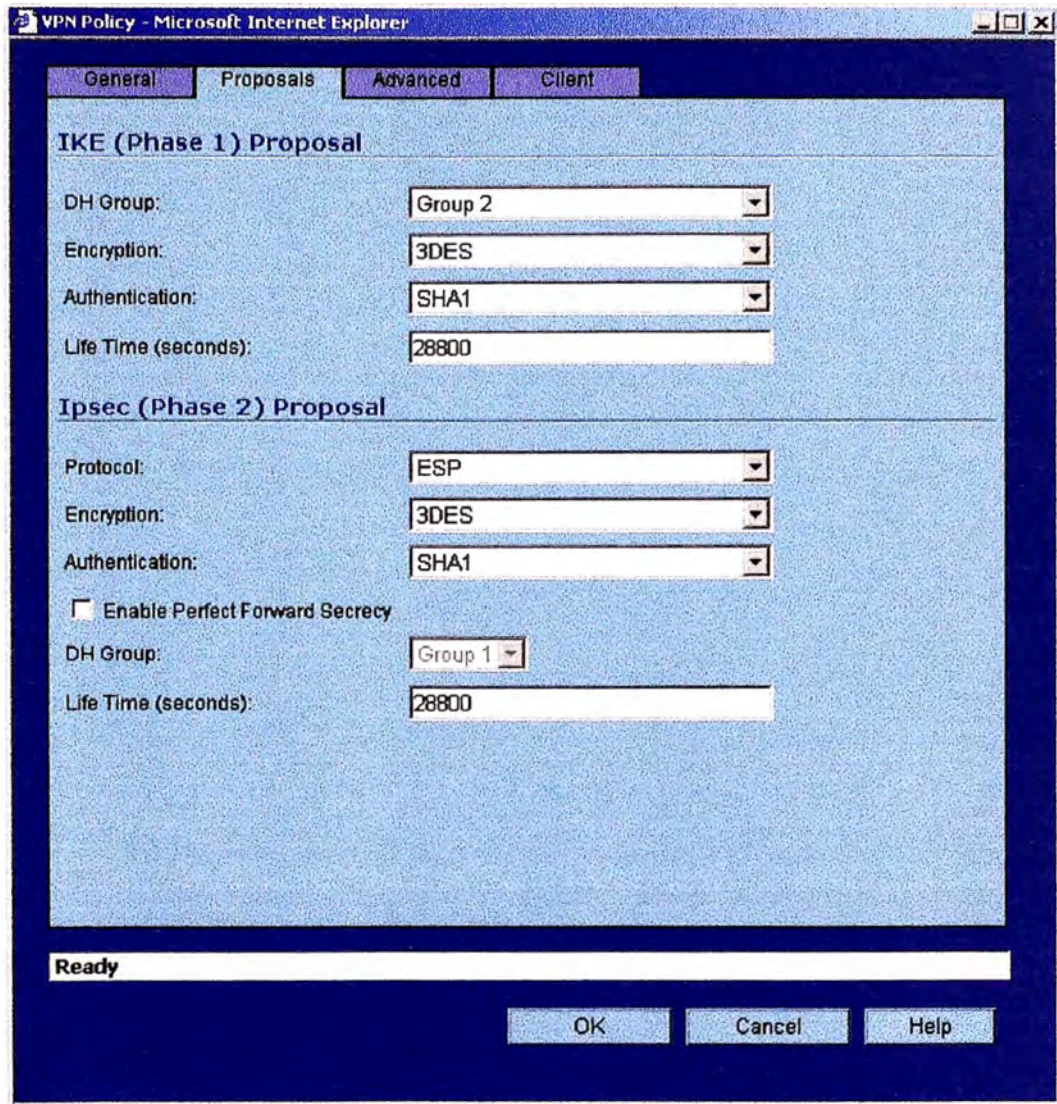 VPN Policy - Microsoft Internet Explorer
General Proposals Advanced Client
IKE (Phase 1) Proposal
DH Group: Group 2
Encryption: 3DES
Authentication: SHA1
Life Time (seconds): 28800
Ipsec (Phase 2) Proposal
Protocol: ESP
Encryption: 3DES
Authentication: SHA1
Enable Perfect Forward Secrecy
DH Group: Group 1
Life Time (seconds): 28800
Ready
OK Cancel Help